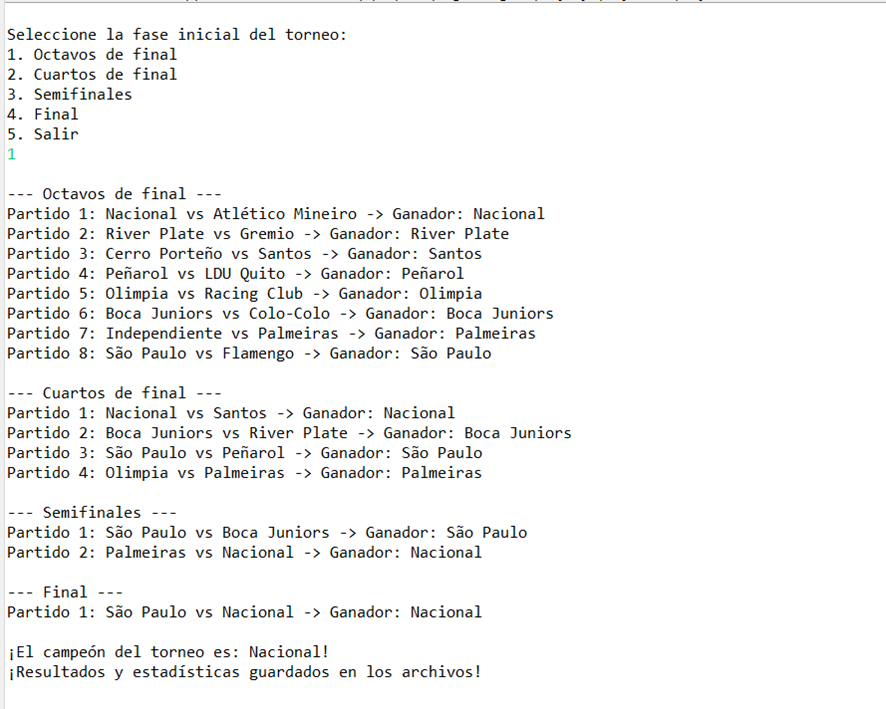 Seleccione la fase inicial del torneo:
1. Octavos de final
2. Cuartos de final
3. Semifinales
4. Final
5. Salir
1
--- Octavos de final ---
Partido 1: Nacional vs Atlético Mineiro -> Ganador: Nacional
Partido 2: River Plate vs Gremio -> Ganador: River Plate
Partido 3: Cerro Porteño vs Santos -> Ganador: Santos
Partido 4: Peñarol vs LDU Quito -> Ganador: Peñarol
Partido 5: Olimpia vs Racing Club -> Ganador: Olimpia
Partido 6: Boca Juniors vs Colo-Colo -> Ganador: Boca Juniors
Partido 7: Independiente vs Palmeiras -> Ganador: Palmeiras
Partido 8: São Paulo vs Flamengo -> Ganador: São Paulo
--- Cuartos de final ---
Partido 1: Nacional vs Santos -> Ganador: Nacional
Partido 2: Boca Juniors vs River Plate -> Ganador: Boca Juniors
Partido 3: São Paulo vs Peñarol -> Ganador: São Paulo
Partido 4: Olimpia vs Palmeiras -> Ganador: Palmeiras
--- Semifinales ---
Partido 1: São Paulo vs Boca Juniors -> Ganador: São Paulo
Partido 2: Palmeiras vs Nacional -> Ganador: Nacional
--- Final ---
Partido 1: São Paulo vs Nacional -> Ganador: Nacional
¡El campeón del torneo es: Nacional!
¡Resultados y estadísticas guardados en los archivos!